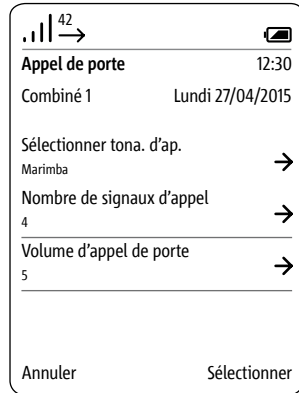 42
Appel de porte 12:30
Combiné 1 Lundi 27/04/2015
Sélectionner tona. d'ap.
Marimba
Nombre de signaux d'appel
4
Volume d'appel de porte
5
Annuler Sélectionner